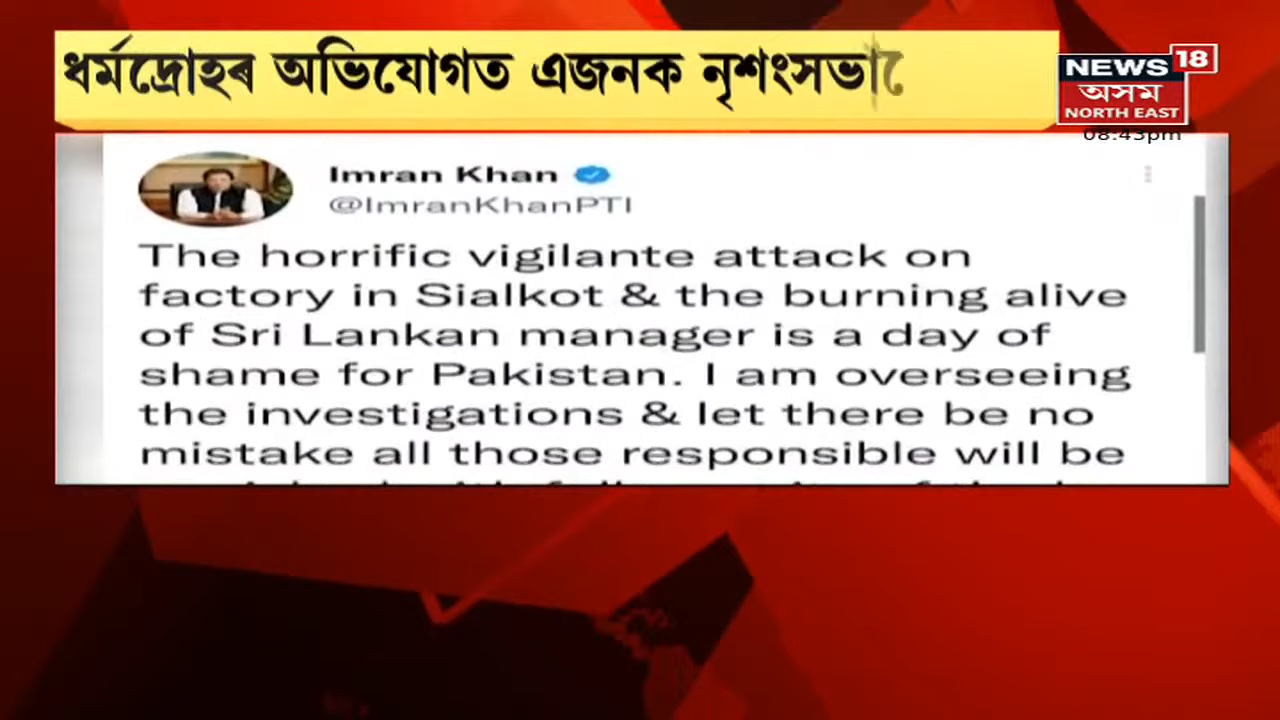 ধৰ্মদ্ৰোহৰ অভিযোগত এজনক
NEWS 18
অসম
NORTH EAST
08:43pm
Imran Khan
@ImranKhanPTI
The horrific vigilante attack on
factory in Sialkot & the burning alive
of Sri Lankan manager is a day of
shame for Pakistan. I am overseeing
the investigations & let there be no
mistake all those responsible will be